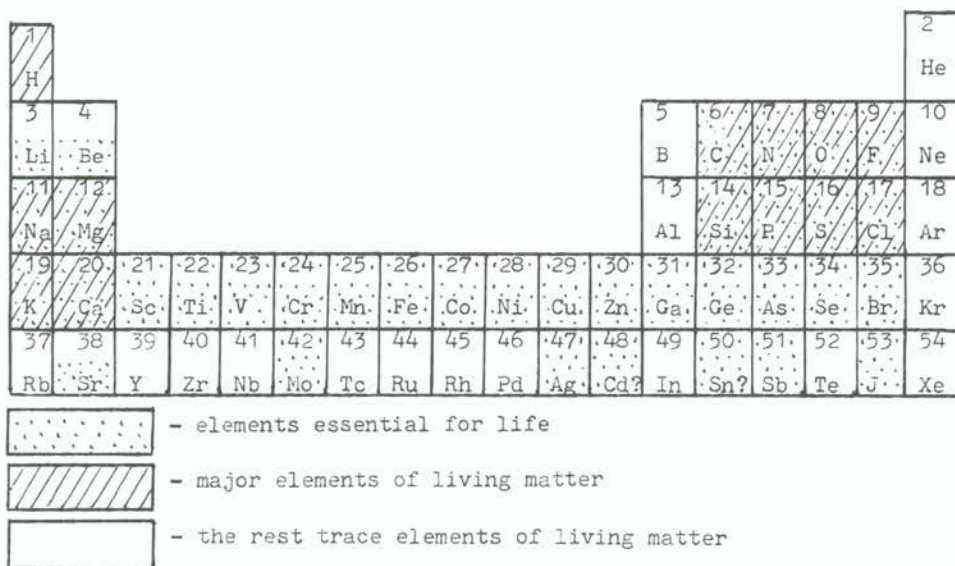 1 2
H He
3 4 5 6 7 8 9 10
Li Be B C N O F Ne
11 12 13 14 15 16 17 18
Na Mg Al Si P S Cl Ar
19 20 21 22 23 24 25 26 27 28 29 30 31 32 33 34 35 36
K Ca Sc Ti V Cr Mn Fe Co Ni Cu Zn Ga Ge As Se Br Kr
37 38 39 40 41 42 43 44 45 46 47 48 49 50 51 52 53 54
Rb Sr Y Zr Nb Mo Tc Ru Rh Pd Ag Cd? In Sn? Sb Te J Xe
- elements essential for life
- major elements of living matter
- the rest trace elements of living matter